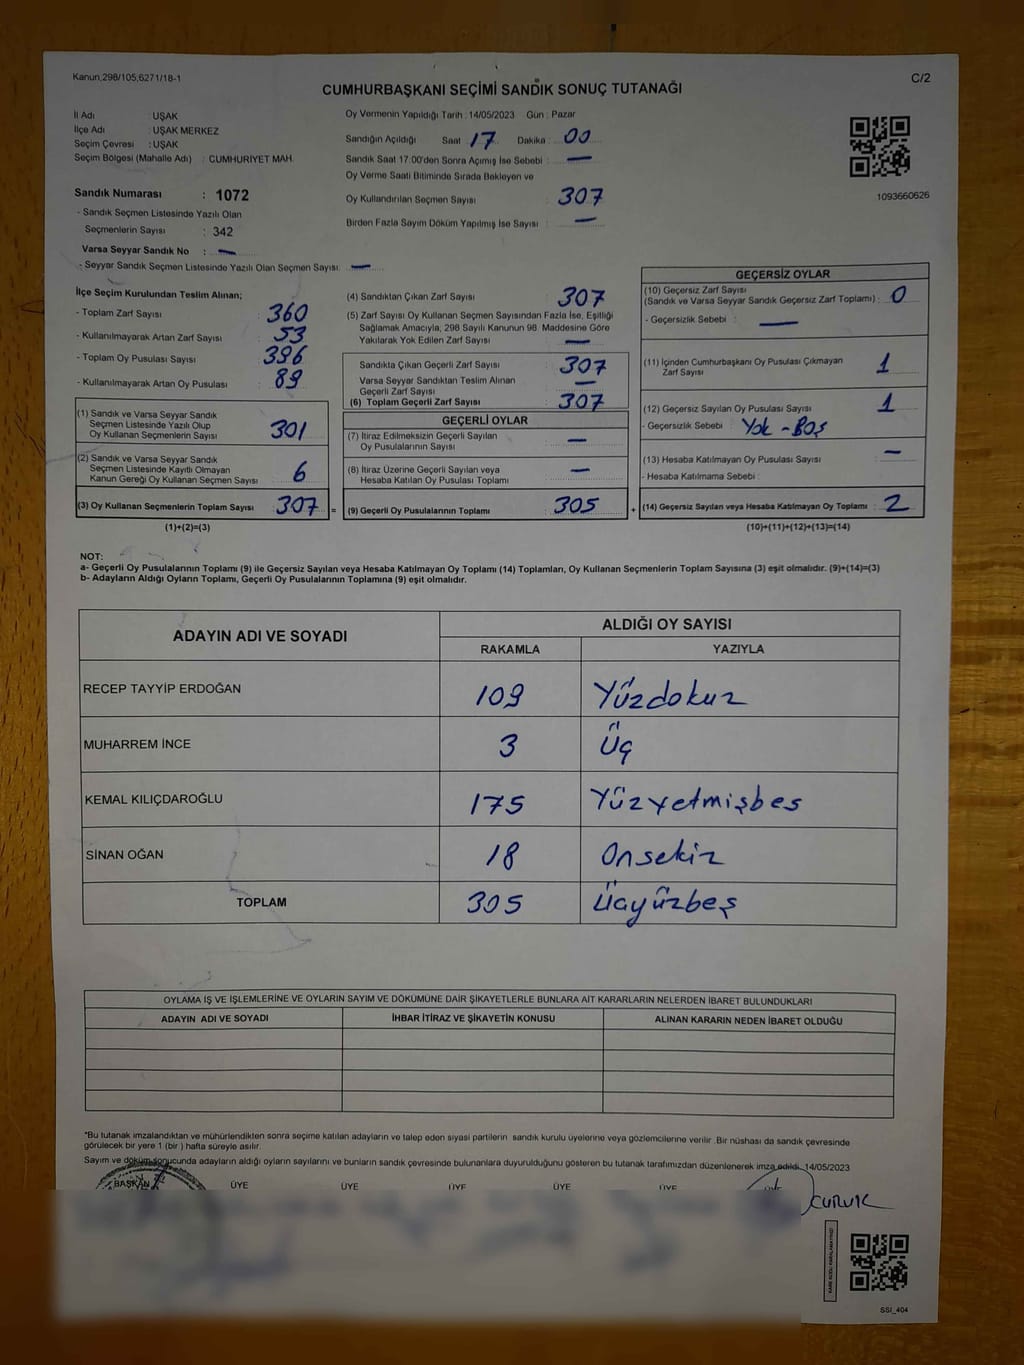 Kanun,298/105,6271/18-1
C/2
CUMHURBAŞKANI SEÇİMİ SANDIK SONUÇ TUTANAĞI
İl Adı : UŞAK
İlçe Adı : UŞAK MERKEZ
Seçim Çevresi : UŞAK
Seçim Bölgesi (Mahalle Adı) : CUMHURİYET MAH.
Sandık Numarası : 1072
- Sandık Seçmen Listesinde Yazılı Olan
Seçmenlerin Sayısı : 342
Varsa Seyyar Sandık No : —
- Seyyar Sandık Seçmen Listesinde Yazılı Olan Seçmen Sayısı: —
Oy Vermenin Yapıldığı Tarih : 14/05/2023 Gün : Pazar
Sandığın Açıldığı Saat : 17 Dakika : 00
Sandık Saat 17.00'den Sonra Açımış İse Sebebi : —
Oy Verme Saati Bitiminde Sırada Bekleyen ve
Oy Kullandırılan Seçmen Sayısı : 307
Birden Fazla Sayım Döküm Yapılmış İse Sayısı : —
1093660626
İlçe Seçim Kurulundan Teslim Alınan;
- Toplam Zarf Sayısı : 360
- Kullanılmayarak Artan Zarf Sayısı : 53
- Toplam Oy Pusulası Sayısı : 396
- Kullanılmayarak Artan Oy Pusulası : 89
(1) Sandık ve Varsa Seyyar Sandık
Seçmen Listesinde Yazılı Olup
Oy Kullanan Seçmenlerin Sayısı : 301
(2) Sandık ve Varsa Seyyar Sandık
Seçmen Listesinde Kayıtlı Olmayan
Kanun Gereği Oy Kullanan Seçmen Sayısı : 6
(3) Oy Kullanan Seçmenlerin Toplam Sayısı : 307 =
(1)+(2)=(3)
(4) Sandıktan Çıkan Zarf Sayısı : 307
(5) Zarf Sayısı Oy Kullanan Seçmen Sayısından Fazla İse, Eşitliği
Sağlamak Amacıyla, 298 Sayılı Kanunun 98. Maddesine Göre
Yakılarak Yok Edilen Zarf Sayısı : —
Sandıkta Çıkan Geçerli Zarf Sayısı : 307
Varsa Seyyar Sandıktan Teslim Alınan
Geçerli Zarf Sayısı : —
(6) Toplam Geçerli Zarf Sayısı : 307
GEÇERLİ OYLAR
(7) İtiraz Edilmeksizin Geçerli Sayılan
Oy Pusulalarının Sayısı : —
(8) İtiraz Üzerine Geçerli Sayılan veya
Hesaba Katılan Oy Pusulası Toplamı : —
(9) Geçerli Oy Pusulalarının Toplamı : 305 +
GEÇERSİZ OYLAR
(10) Geçersiz Zarf Sayısı
(Sandık ve Varsa Seyyar Sandık Geçersiz Zarf Toplamı) : 0
- Geçersizlik Sebebi : —
(11) İçinden Cumhurbaşkanı Oy Pusulası Çıkmayan
Zarf Sayısı : 1
(12) Geçersiz Sayılan Oy Pusulası Sayısı : 1
- Geçersizlik Sebebi : Yok - Boş
(13) Hesaba Katılmayan Oy Pusulası Sayısı : —
- Hesaba Katılmama Sebebi :
(14) Geçersiz Sayılan veya Hesaba Katılmayan Oy Toplamı : 2
(10)+(11)+(12)+(13)=(14)
NOT:
a- Geçerli Oy Pusulalarının Toplamı (9) ile Geçersiz Sayılan veya Hesaba Katılmayan Oy Toplamı (14) Toplamları, Oy Kullanan Seçmenlerin Toplam Sayısına (3) eşit olmalıdır. (9)+(14)=(3)
b- Adayların Aldığı Oyların Toplamı, Geçerli Oy Pusulalarının Toplamına (9) eşit olmalıdır.
ADAYIN ADI VE SOYADI ALDIĞI OY SAYISI
RAKAMLA YAZIYLA
RECEP TAYYİP ERDOĞAN 109 Yüzdokuz
MUHARREM İNCE 3 Üç
KEMAL KILIÇDAROĞLU 175 Yüzyetmişbes
SİNAN OĞAN 18 Onsekiz
TOPLAM 305 Üçyüzbeş
OYLAMA İŞ VE İŞLEMLERİNE VE OYLARIN SAYIM VE DÖKÜMÜNE DAİR ŞİKAYETLERLE BUNLARA AİT KARARLARIN NELERDEN İBARET BULUNDUKLARI
ADAYIN ADI VE SOYADI İHBAR İTİRAZ VE ŞİKAYETİN KONUSU ALINAN KARARIN NEDEN İBARET OLDUĞU
*Bu tutanak imzalandıktan ve mühürlendikten sonra seçime katılan adayların ve talep eden siyasi partilerin sandık kurulu üyelerine veya gözlemcilerine verilir. Bir nüshası da sandık çevresinde
görülecek bir yere 1 (bir) hafta süreyle asılır.
Sayım ve döküm sonucunda adayların aldığı oyların sayılarını ve bunların sandık çevresinde bulunanlara duyurulduğunu gösteren bu tutanak tarafımızdan düzenlenerek imza edildi. 14/05/2023
BAŞKAN ÜYE ÜYE ÜYE ÜYE ÜYE
SSI_404